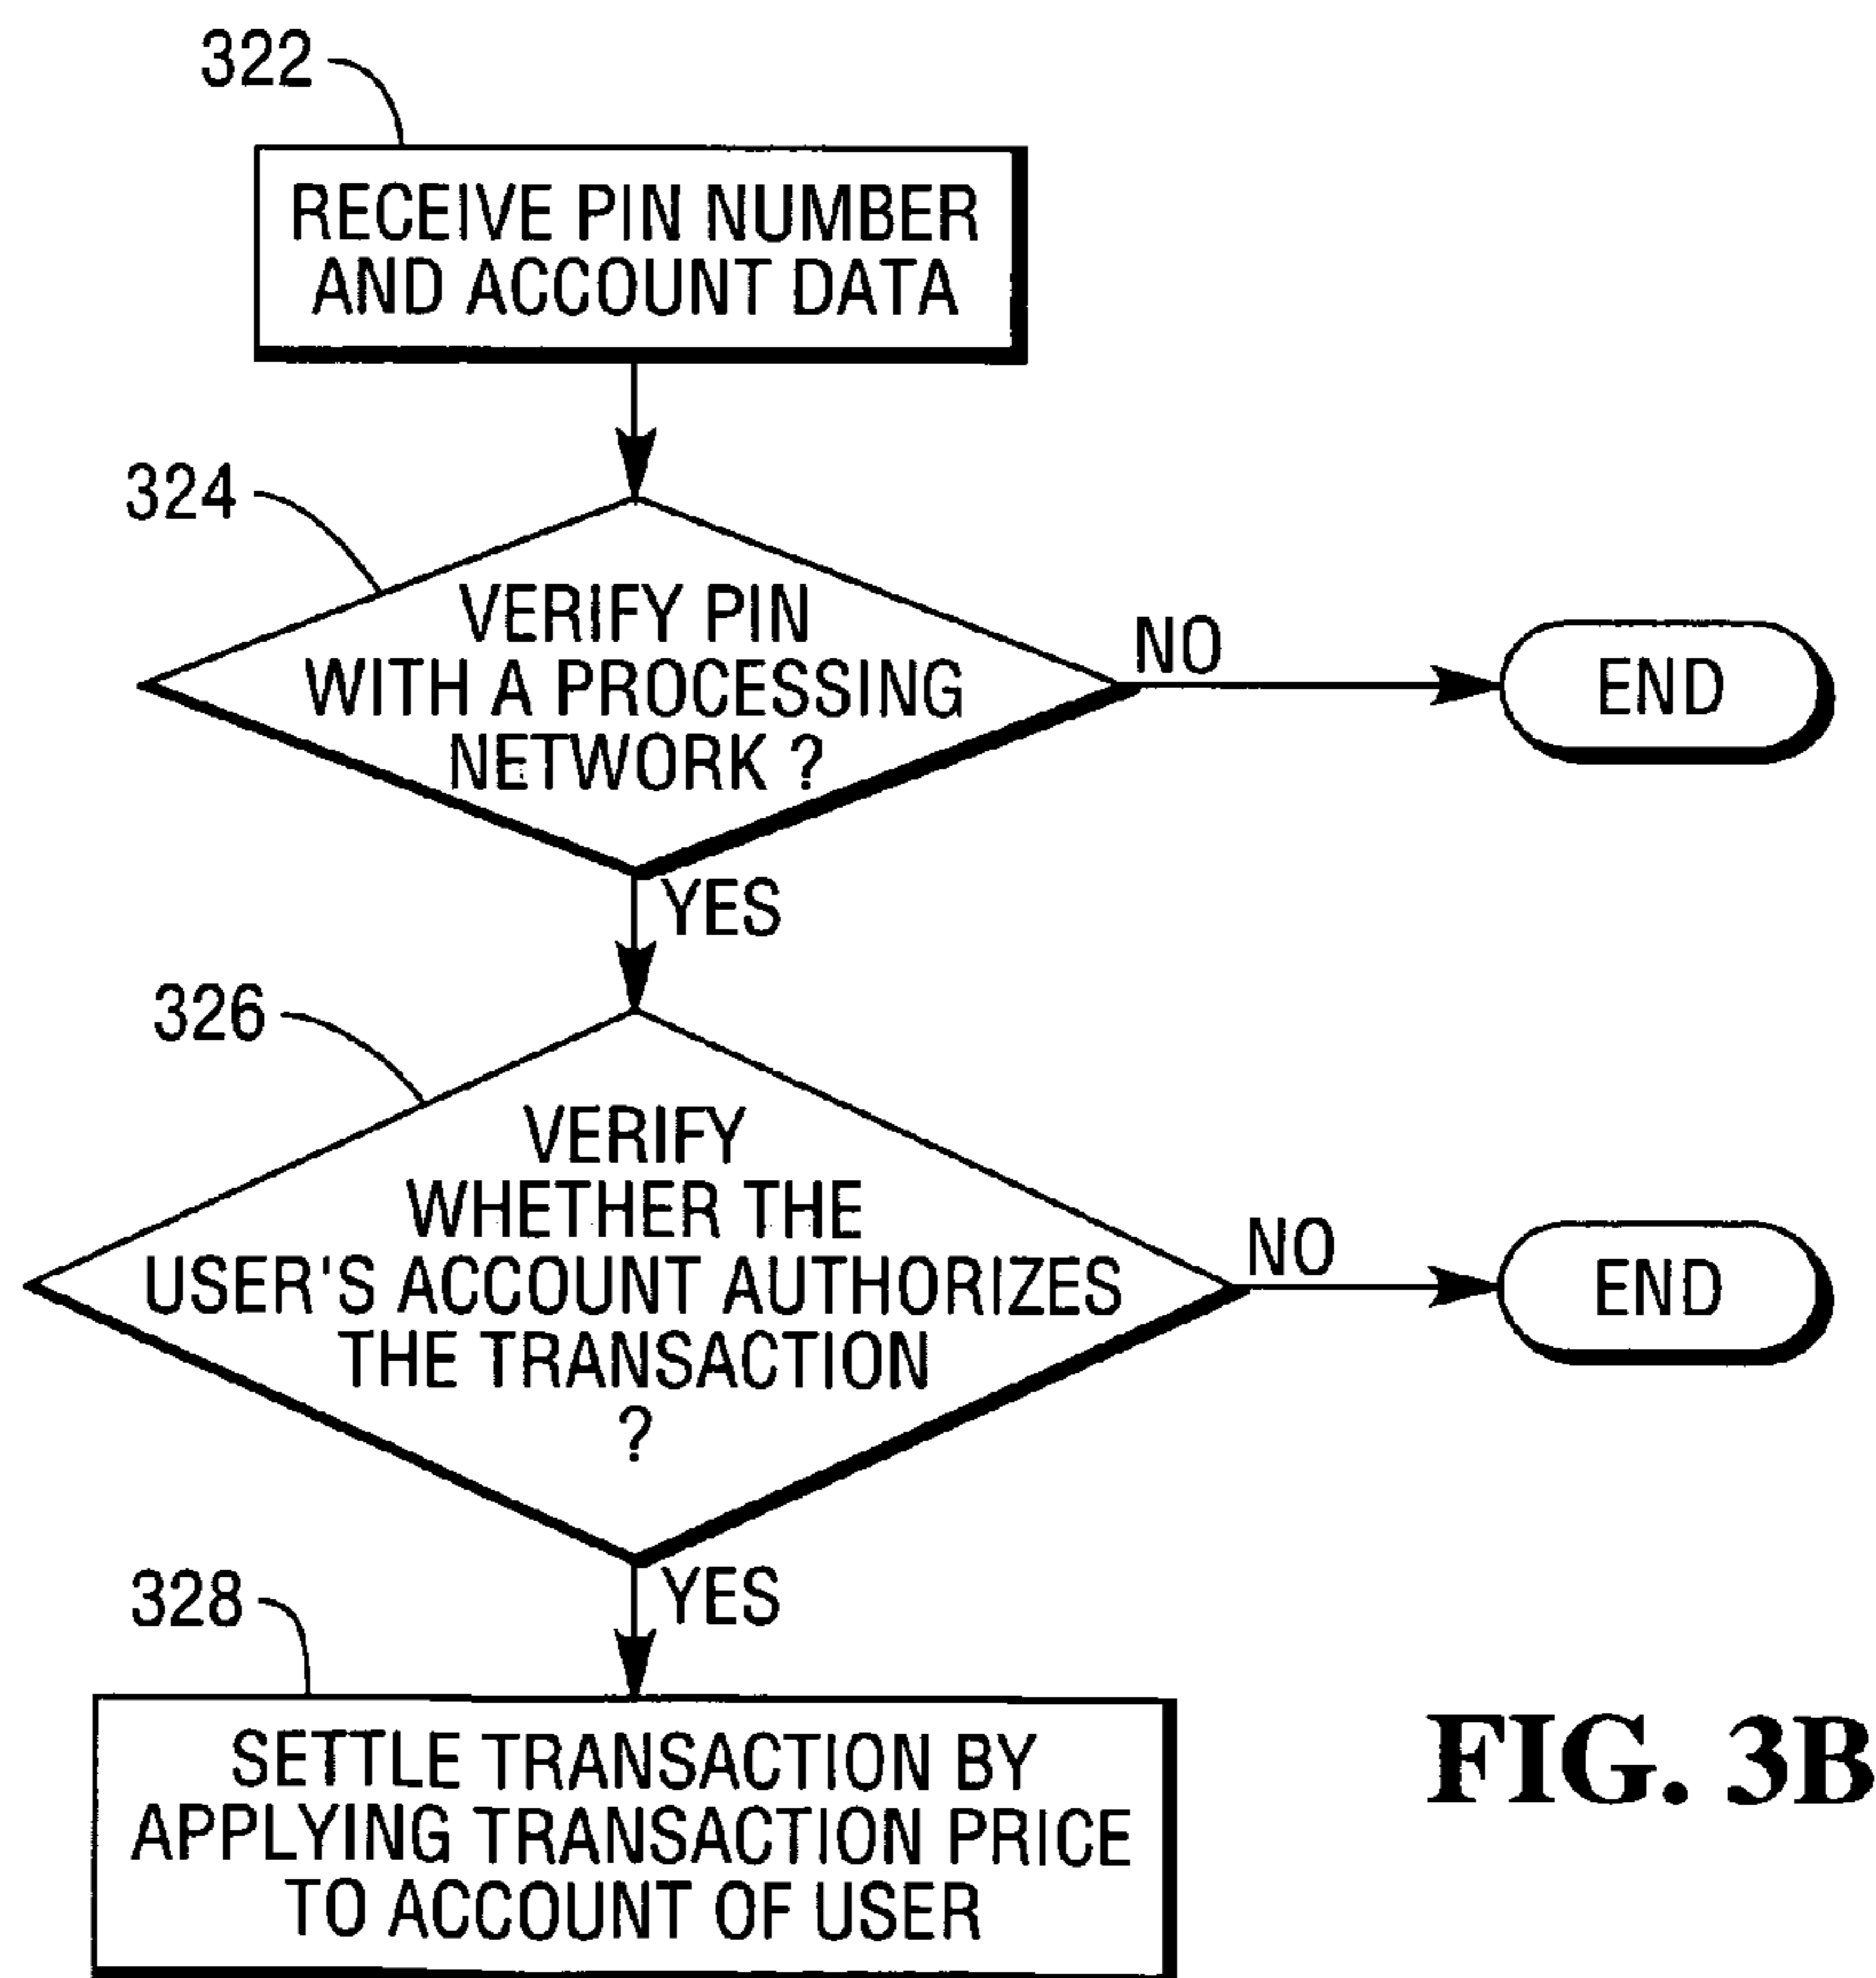 322
RECEIVE PIN NUMBER
AND ACCOUNT DATA
324
VERIFY PIN
WITH A PROCESSING
NETWORK ?
NO
END
YES
326
VERIFY
WHETHER THE
USER'S ACCOUNT AUTHORIZES
THE TRANSACTION
?
NO
END
YES
328
SETTLE TRANSACTION BY
APPLYING TRANSACTION PRICE
TO ACCOUNT OF USER
FIG. 3B